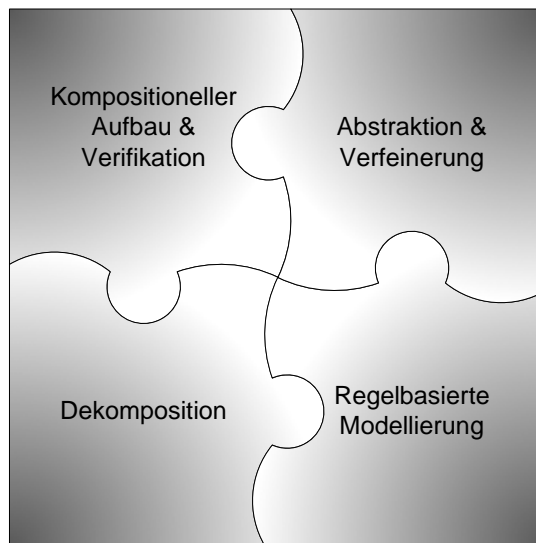 Kompositioneller
Aufbau &
Verifikation
Abstraktion &
Verfeinerung
Dekomposition
Regelbasierte
Modellierung